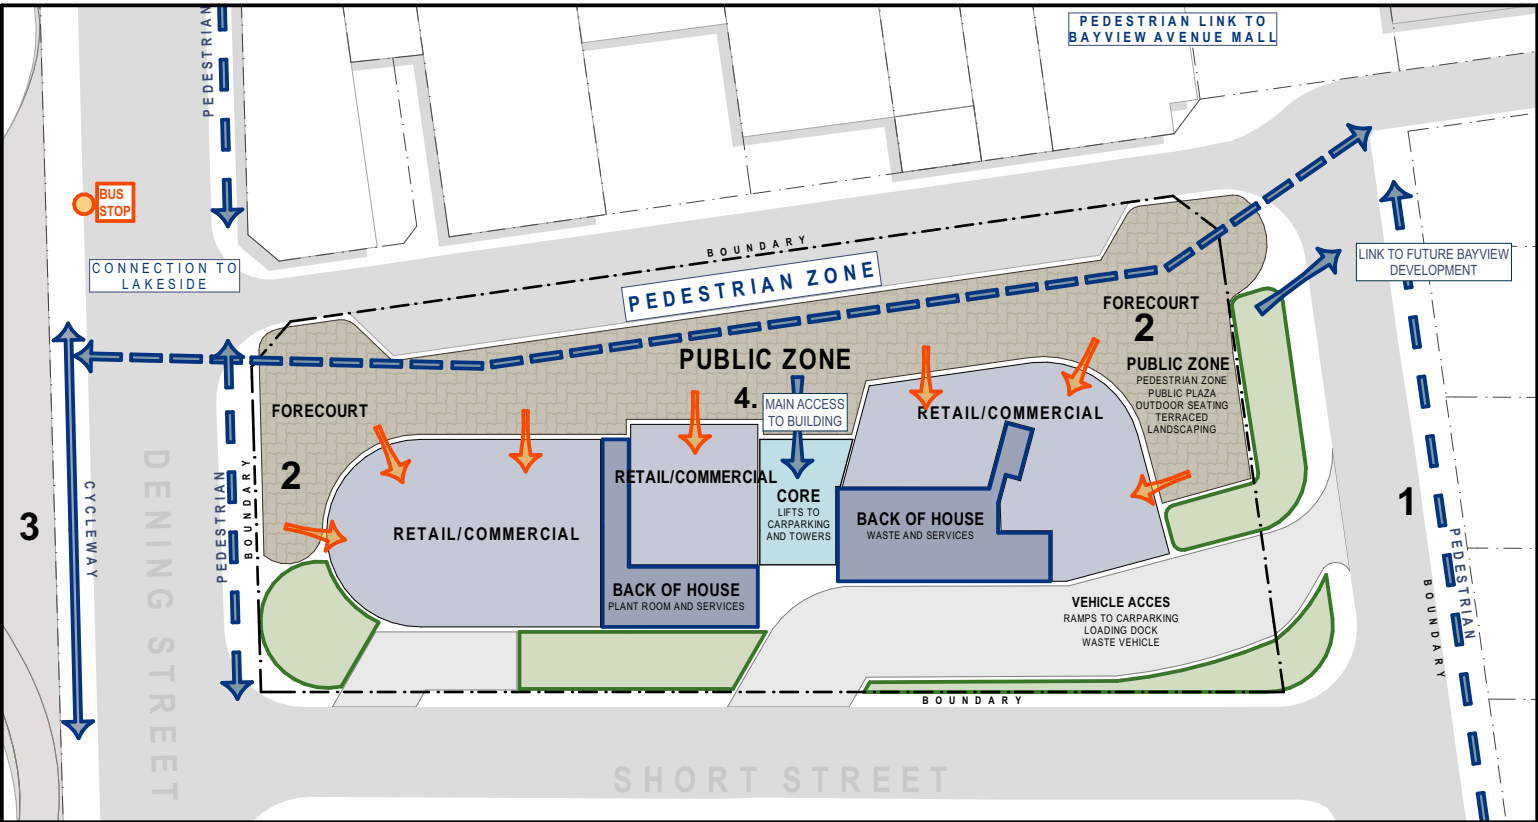 PEDESTRIAN
PEDESTRIAN LINK TO
BAYVIEW AVENUE MALL
BUS
STOP
CONNECTION TO
LAKESIDE
BOUNDARY
PEDESTRIAN ZONE
LINK TO FUTURE BAYVIEW
DEVELOPMENT
FORECOURT
2
PUBLIC ZONE
4.
MAIN ACCESS
TO BUILDING
PUBLIC ZONE
PEDESTRIAN ZONE
PUBLIC PLAZA
OUTDOOR SEATING
TERRACED
LANDSCAPING
FORECOURT
2
RETAIL/COMMERCIAL
RETAIL/COMMERCIAL
RETAIL/COMMERCIAL
CORE
LIFTS TO
CARPARKING
AND TOWERS
BACK OF HOUSE
WASTE AND SERVICES
BACK OF HOUSE
PLANT ROOM AND SERVICES
VEHICLE ACCES
RAMPS TO CARPARKING
LOADING DOCK
WASTE VEHICLE
3
CYCLEWAY
DENING STREET
PEDESTRIAN
BOUNDARY
1
PEDESTRIAN
BOUNDARY
BOUNDARY
SHORT STREET